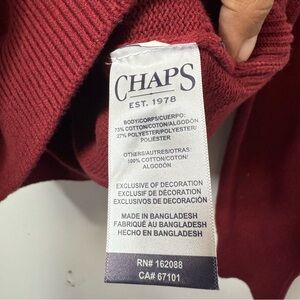 CHAPS
EST. 1978
BODY/CORPS/CUERPO:
73% COTTON/COTON/ALGODÓN
27% POLYESTER/POLYESTER/
POLIÉSTER
OTHERS/AUTRES/OTRAS:
100% COTTON/COTON/ALGODÓN
EXCLUSIVE OF DECORATION
EXCLUSIF DE DÉCORATION
EXCLUSIVOS DE DECORACIÓN
MADE IN BANGLADESH
FABRIQUÉ AU BANGLADESH
HECHO EN BANGLADESH
RN# 162088
CA# 67101